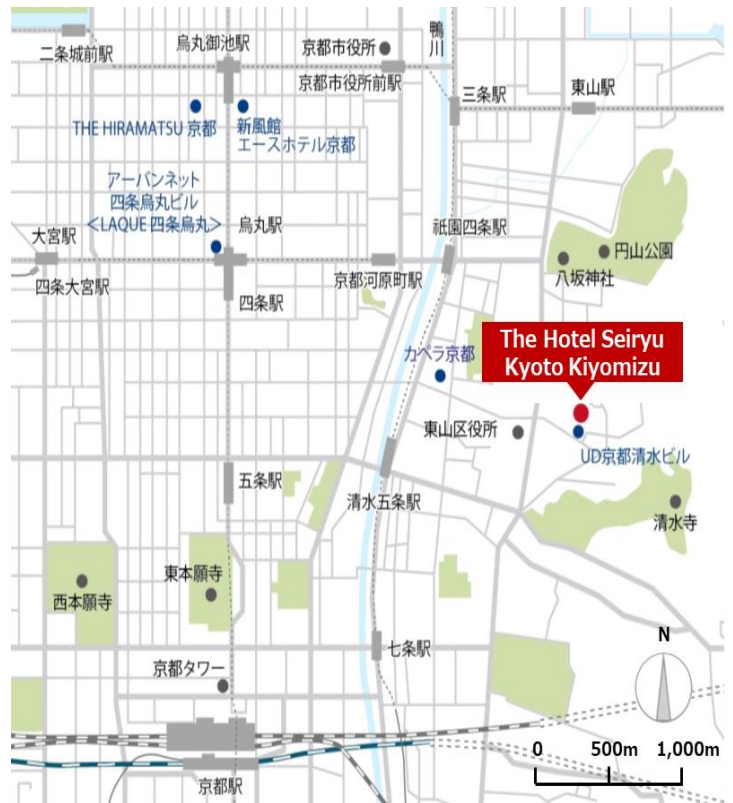 二条城前駅
烏丸御池駅
京都市役所
京都市役所前駅
鴨川
三条駅
東山駅
THE HIRAMATSU 京都
新風館
エースホテル京都
アーバンネット
四条烏丸ビル
<LAQUE 四条烏丸>
大宮駅
四条大宮駅
烏丸駅
四条駅
京都河原町駅
祇園四条駅
八坂神社
円山公園
The Hotel Seiryu
Kyoto Kiyomizu
カペラ京都
東山区役所
UD京都清水ビル
五条駅
清水五条駅
清水寺
西本願寺
東本願寺
七条駅
京都タワー
京都駅
N
0 500m 1,000m